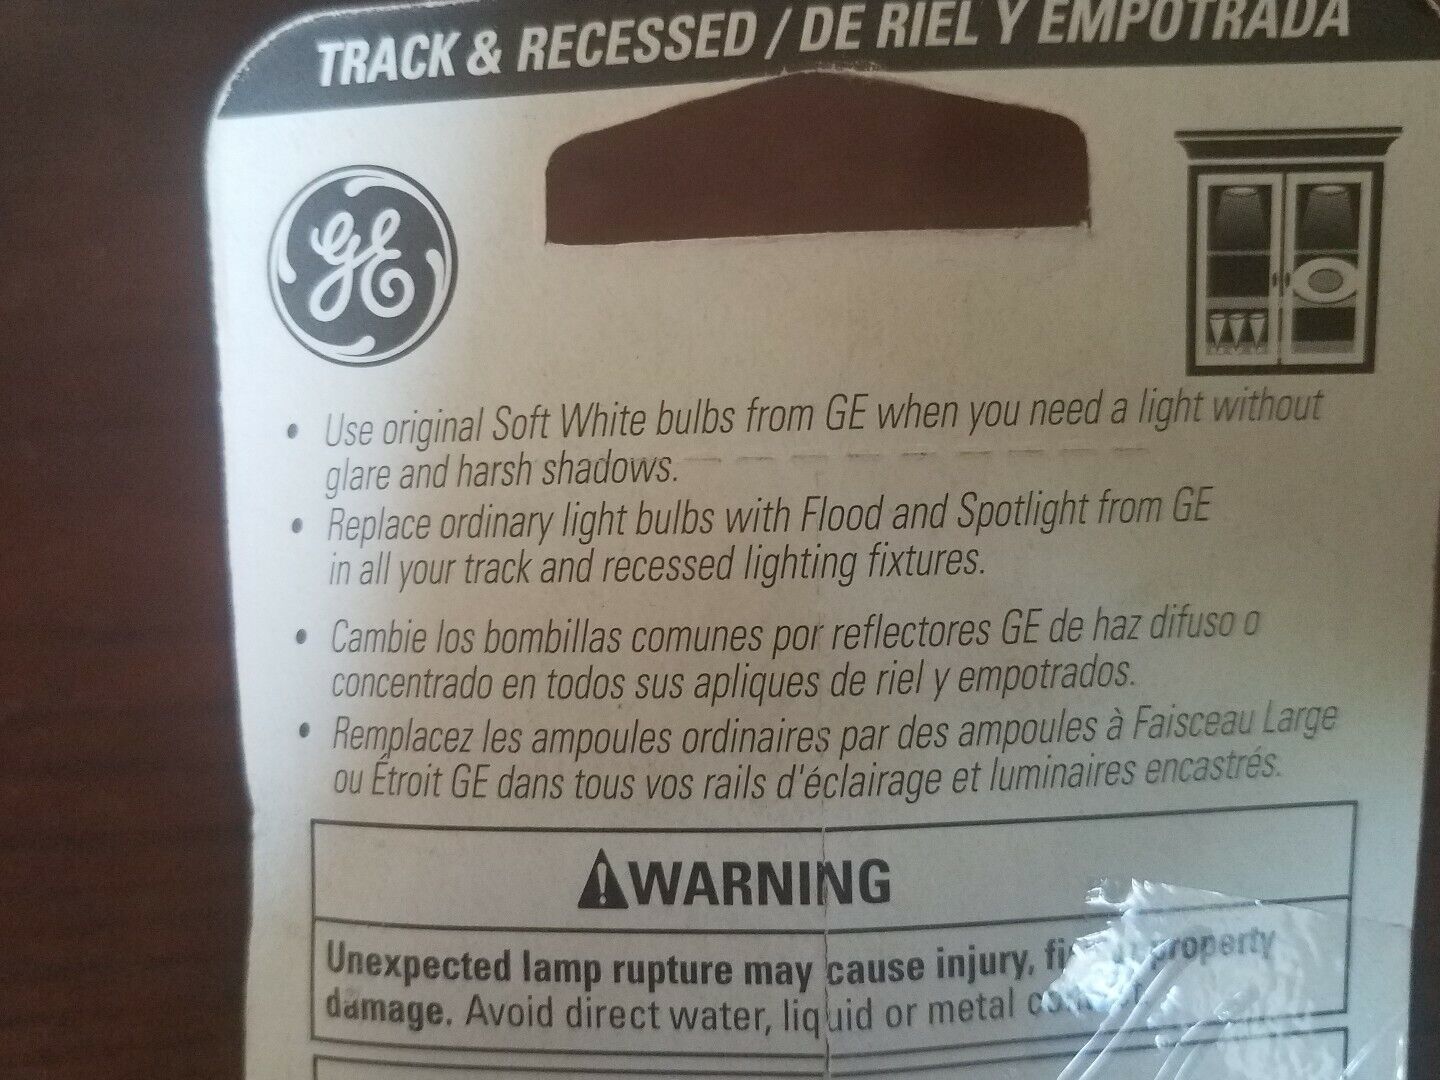 TRACK & RECESSED / DE RIEL Y EMPOTRADA
GE
• Use original Soft White bulbs from GE when you need a light without
glare and harsh shadows.
• Replace ordinary light bulbs with Flood and Spotlight from GE
in all your track and recessed lighting fixtures.
• Cambie los bombillas comunes por reflectores GE de haz difuso o
concentrado en todos sus apliques de riel y empotrados.
• Remplacez les ampoules ordinaires par des ampoules à Faisceau Large
ou Étroit GE dans tous vos rails d'éclairage et luminaires encastrés.
WARNING
Unexpected lamp rupture may cause injury, property
damage. Avoid direct water, liquid or metal